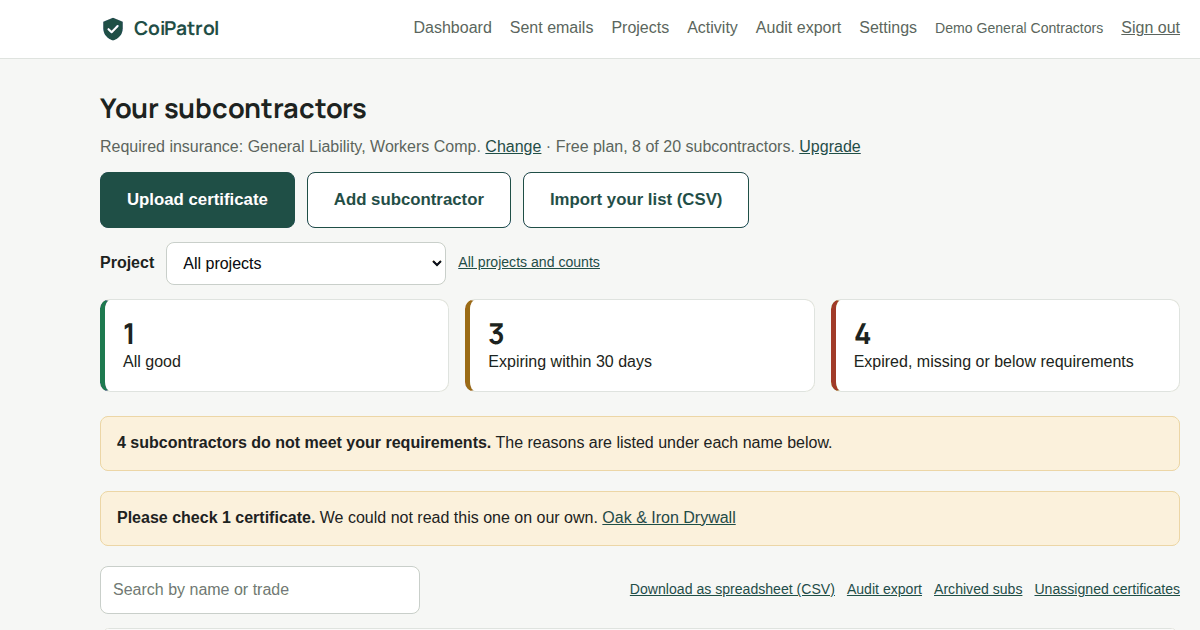 CoiPatrol
Dashboard Sent emails Projects Activity Audit export Settings Demo General Contractors Sign out
Your subcontractors
Required insurance: General Liability, Workers Comp. Change · Free plan, 8 of 20 subcontractors. Upgrade
Upload certificate Add subcontractor Import your list (CSV)
Project All projects All projects and counts
1
All good
3
Expiring within 30 days
4
Expired, missing or below requirements
4 subcontractors do not meet your requirements. The reasons are listed under each name below.
Please check 1 certificate. We could not read this one on our own. Oak & Iron Drywall
Search by name or trade Download as spreadsheet (CSV) Audit export Archived subs Unassigned certificates